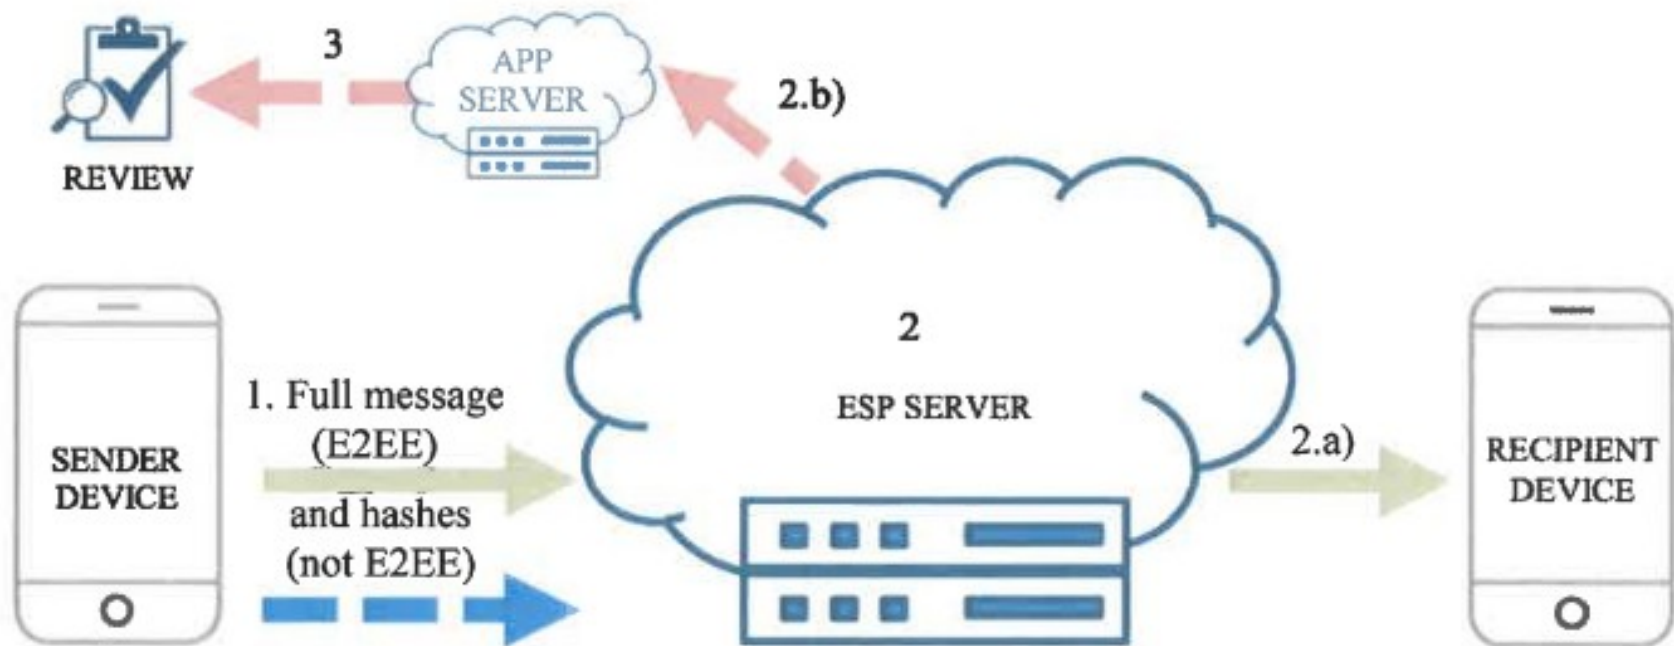 3
APP
SERVER
2.b)
REVIEW
2
ESP SERVER
1. Full message
(E2EE)
and hashes
(not E2EE)
SENDER
DEVICE
2.a)
RECIPIENT
DEVICE